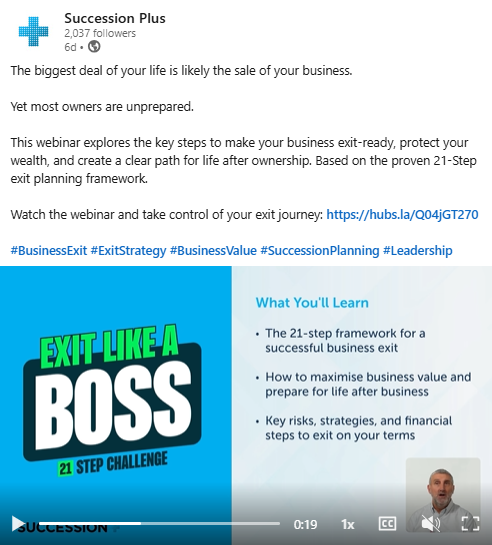 Succession Plus
2,037 followers
6d •
The biggest deal of your life is likely the sale of your business.
Yet most owners are unprepared.
This webinar explores the key steps to make your business exit-ready, protect your
wealth, and create a clear path for life after ownership. Based on the proven 21-Step
exit planning framework.
Watch the webinar and take control of your exit journey: https://hubs.la/Q04jGT270
#BusinessExit #ExitStrategy #BusinessValue #SuccessionPlanning #Leadership
EXIT LIKE A
BOSS
21 STEP CHALLENGE
What You'll Learn
• The 21-step framework for a
successful business exit
• How to maximise business value and
prepare for life after business
• Key risks, strategies, and financial
steps to exit on your terms
SUCCESSION
0:19 1x CC